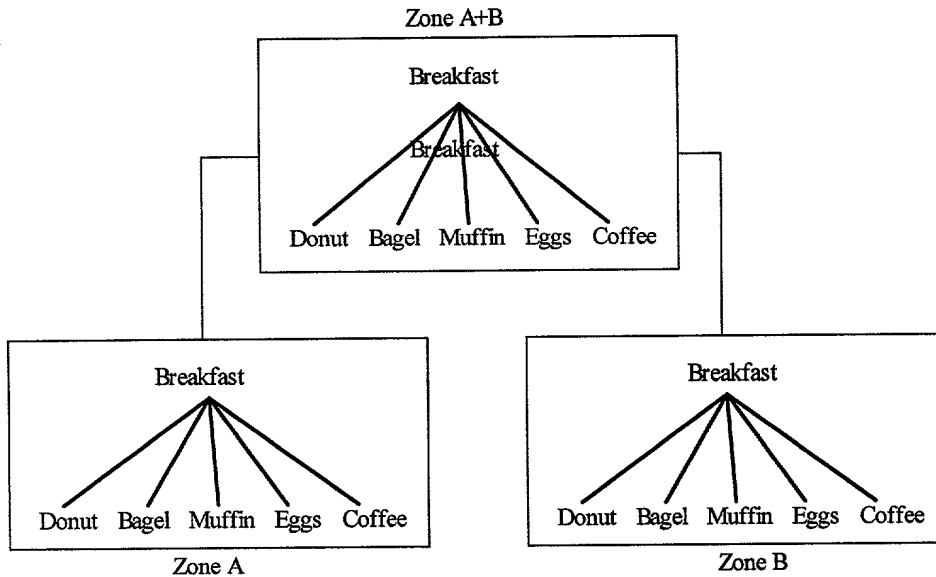 Zone A+B
Breakfast
Breakfast
Donut Bagel Muffin Eggs Coffee
Breakfast
Donut Bagel Muffin Eggs Coffee
Zone A
Breakfast
Donut Bagel Muffin Eggs Coffee
Zone B